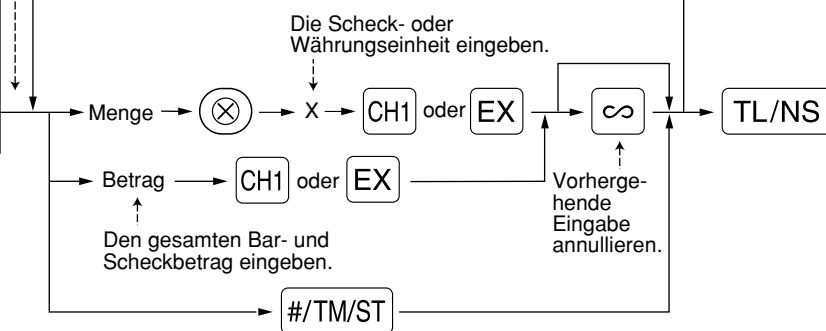 Die Scheck- oder
Währungseinheit eingeben.
Menge ⊗ X CH1 oder EX ∽ TL/NS
Betrag CH1 oder EX
Vorherge-
hende
Eingabe
annullieren.
Den gesamten Bar- und
Scheckbetrag eingeben.
#/TM/ST